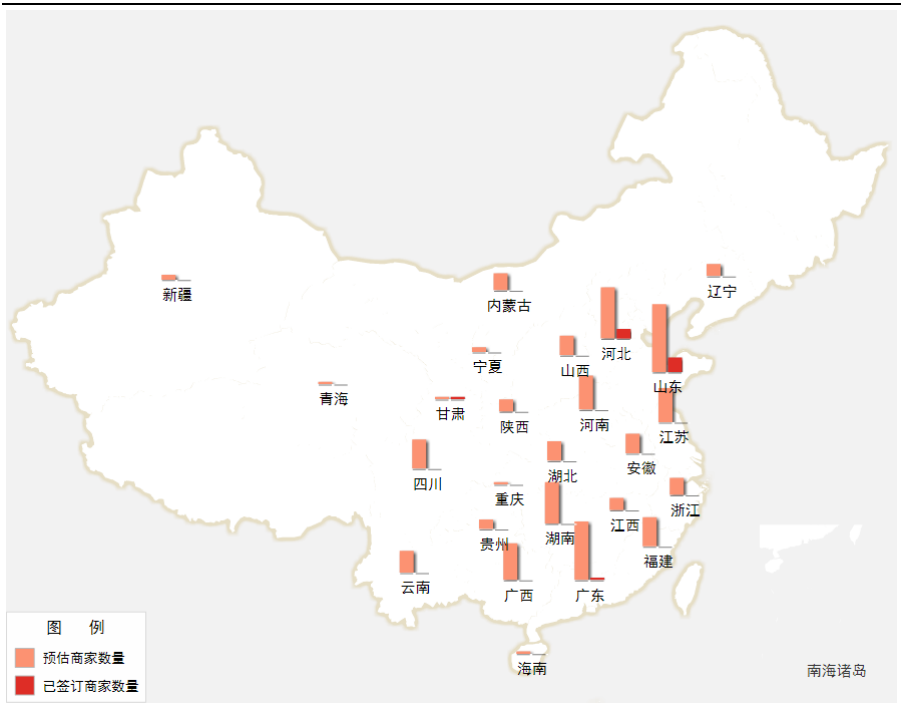 新疆
内蒙古
辽宁
宁夏
山西
河北
青海
甘肃
陕西
河南
山东
江苏
四川
重庆
湖北
安徽
浙江
贵州
湖南
江西
福建
云南
广西
广东
海南
南海诸岛
图 例
预估商家数量
已签订商家数量